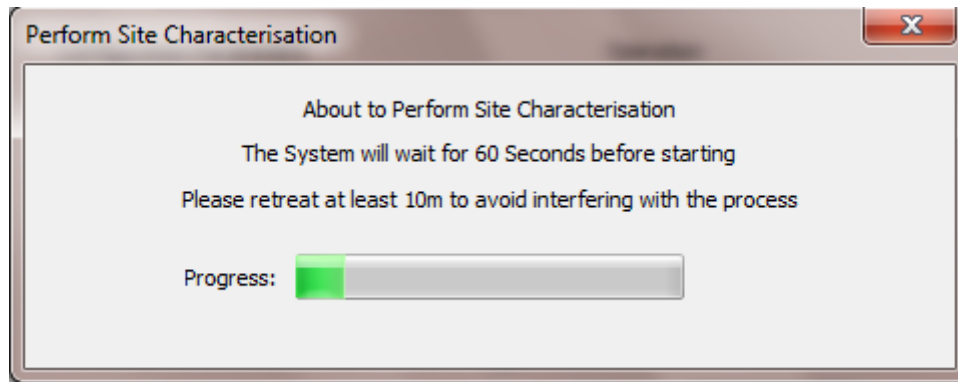 Perform Site Characterisation
About to Perform Site Characterisation
The System will wait for 60 Seconds before starting
Please retreat at least 10m to avoid interfering with the process
Progress: